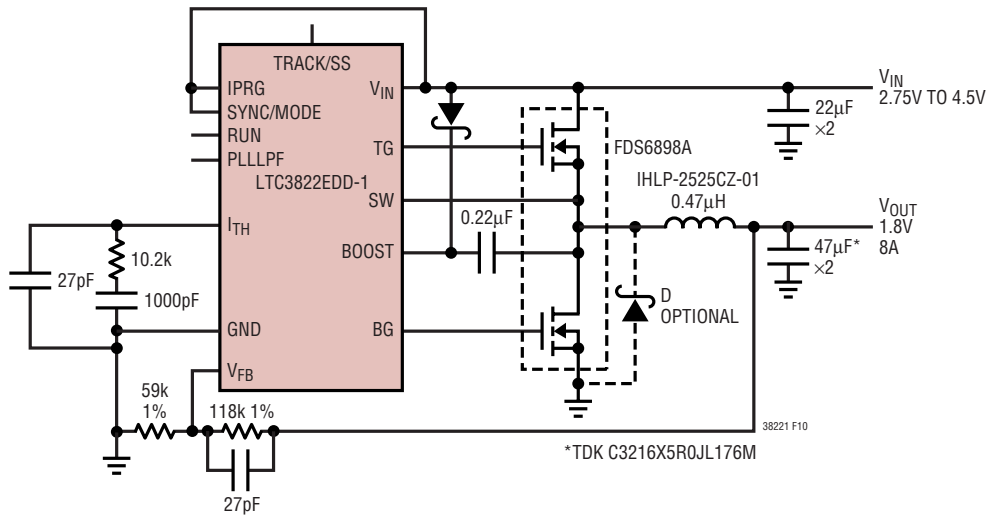 TRACK/SS
IPRG
SYNC/MODE
RUN
PLLLPF
LTC3822EDD-1
ITH
GND
VFB
VIN
TG
SW
BOOST
BG
27pF
10.2k
1000pF
59k
1%
118k 1%
27pF
0.22µF
FDS6898A
IHLP-2525CZ-01
0.47µH
D
OPTIONAL
22µF
×2
VIN
2.75V TO 4.5V
VOUT
1.8V
8A
47µF*
×2
38221 F10
*TDK C3216X5R0JL176M